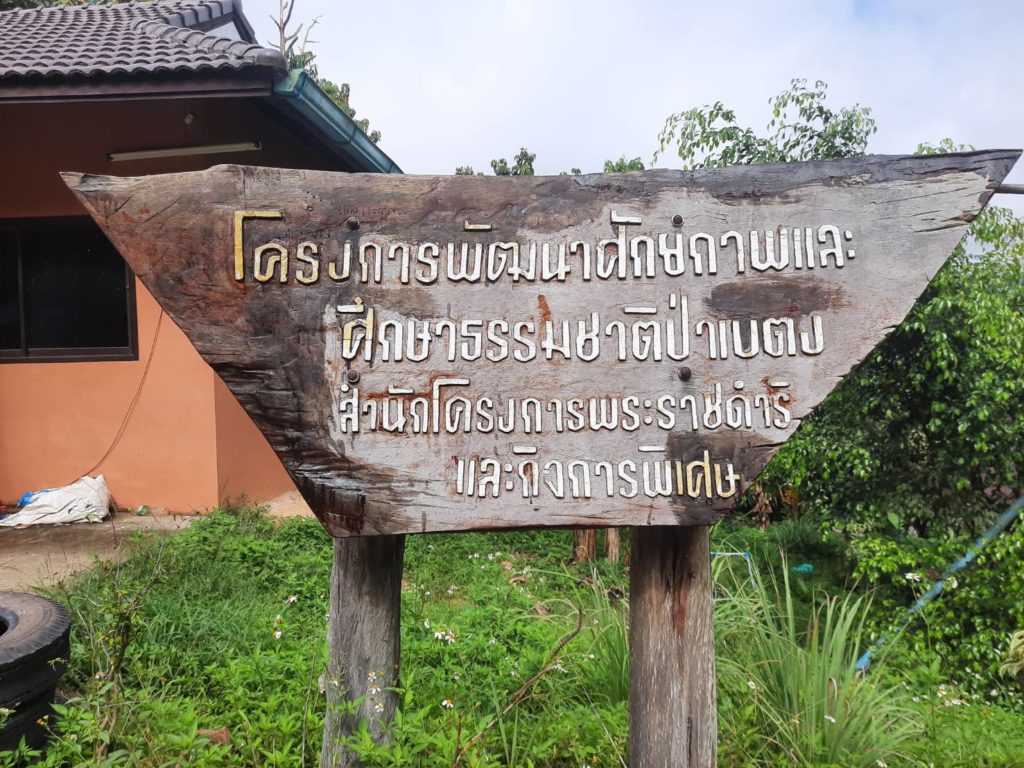 โครงการพัฒนาศักยภาพและ
ศึกษาธรรมชาติป่าเบตง
สำนักโครงการพระราชดำริ
และกิจการพิเศษ